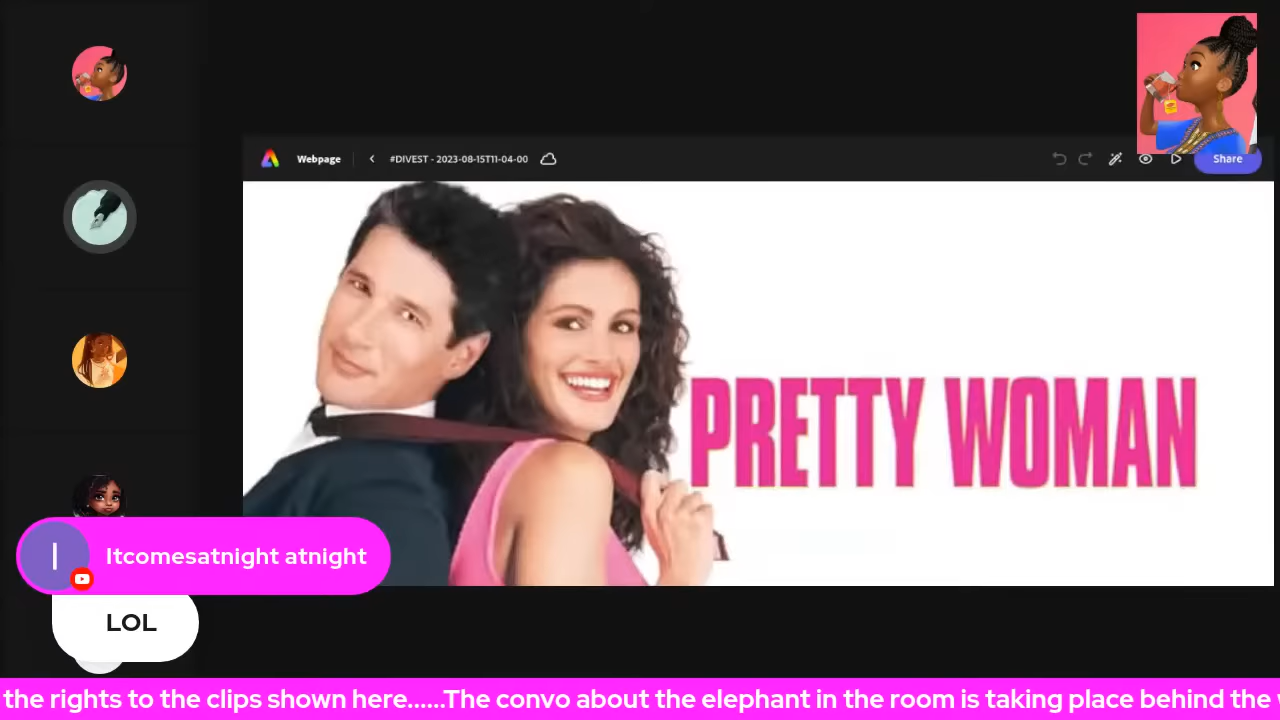 Webpage
#DIVEST - 2023-08-15T11-04-00
Share
PRETTY WOMAN
I
Itcomesatnight atnight
LOL
the rights to the clips shown here......The convo about the elephant in the room is taking place behind the